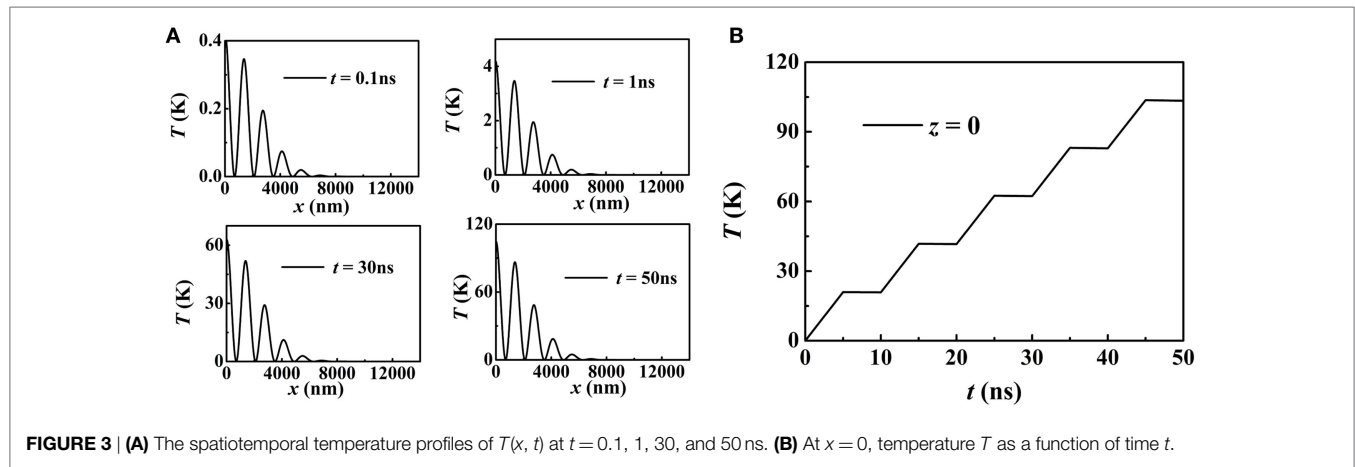 A
0.4
0.2
0.0
T (K)
t = 0.1ns
0 4000 8000 12000
x (nm)
4
2
0
T (K)
t = 1ns
0 4000 8000 12000
x (nm)
60
30
0
T (K)
t = 30ns
0 4000 8000 12000
x (nm)
120
60
0
T (K)
t = 50ns
0 4000 8000 12000
x (nm)
B
120
90
60
30
0
T (K)
z = 0
0 10 20 30 40 50
t (ns)
FIGURE 3 | (A) The spatiotemporal temperature profiles of T(x, t) at t = 0.1, 1, 30, and 50 ns. (B) At x = 0, temperature T as a function of time t.